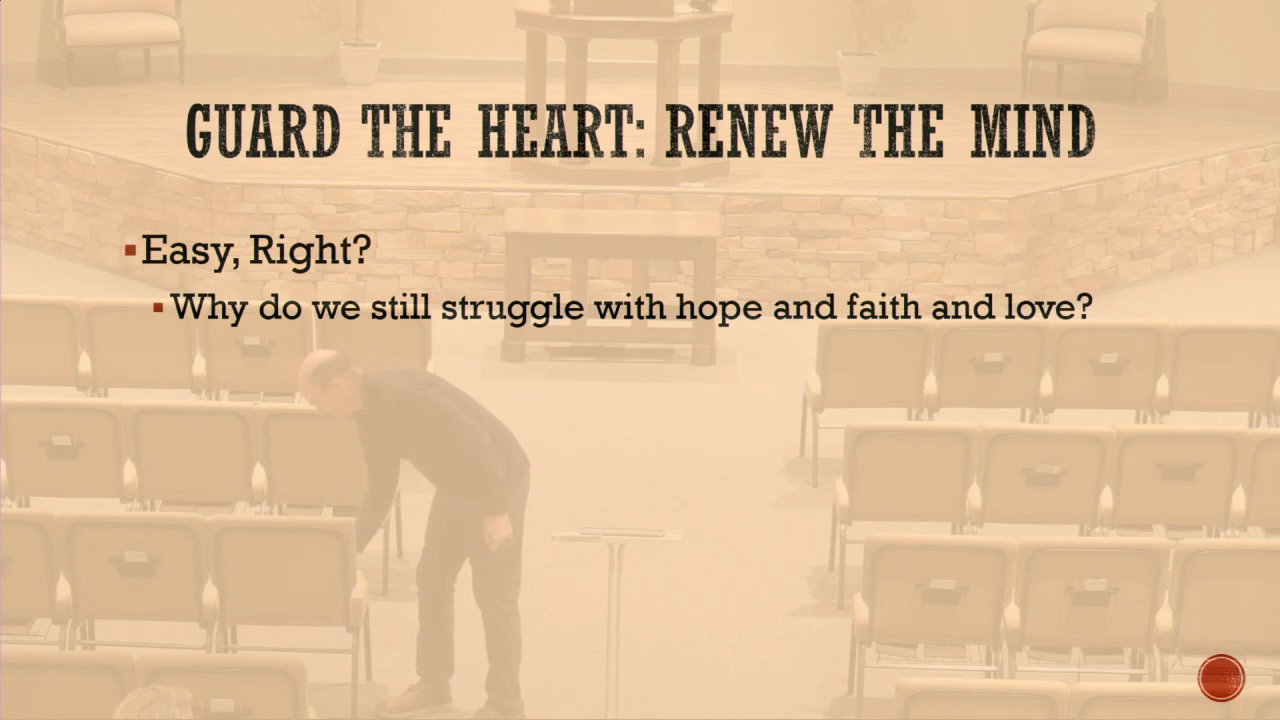 GUARD THE HEART: RENEW THE MIND
Easy, Right?
Why do we still struggle with hope and faith and love?